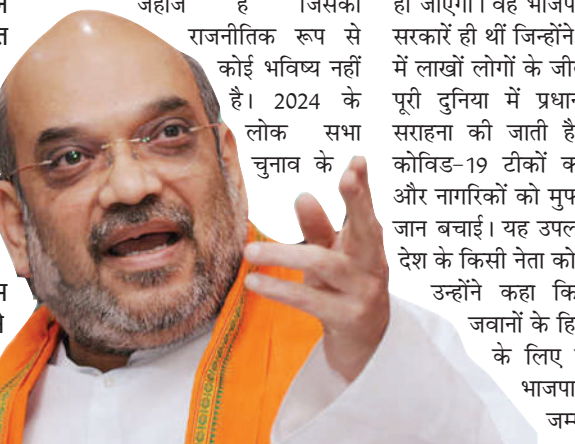 जहाज है जिसका
राजनीतिक रूप से
कोई भविष्य नहीं
है। 2024 के
लोक सभा
चुनाव के
हो जाएगा। वह भाजप
सरकारें ही थीं जिन्होंने
में लाखों लोगों के जी
पूरी दुनिया में प्रधान
सराहना की जाती है
कोविड-19 टीकों क
और नागरिकों को मुफ
जान बचाई। यह उपल
देश के किसी नेता को
उन्होंने कहा कि
जवानों के हि
के लिए
भाजपा
जम्म